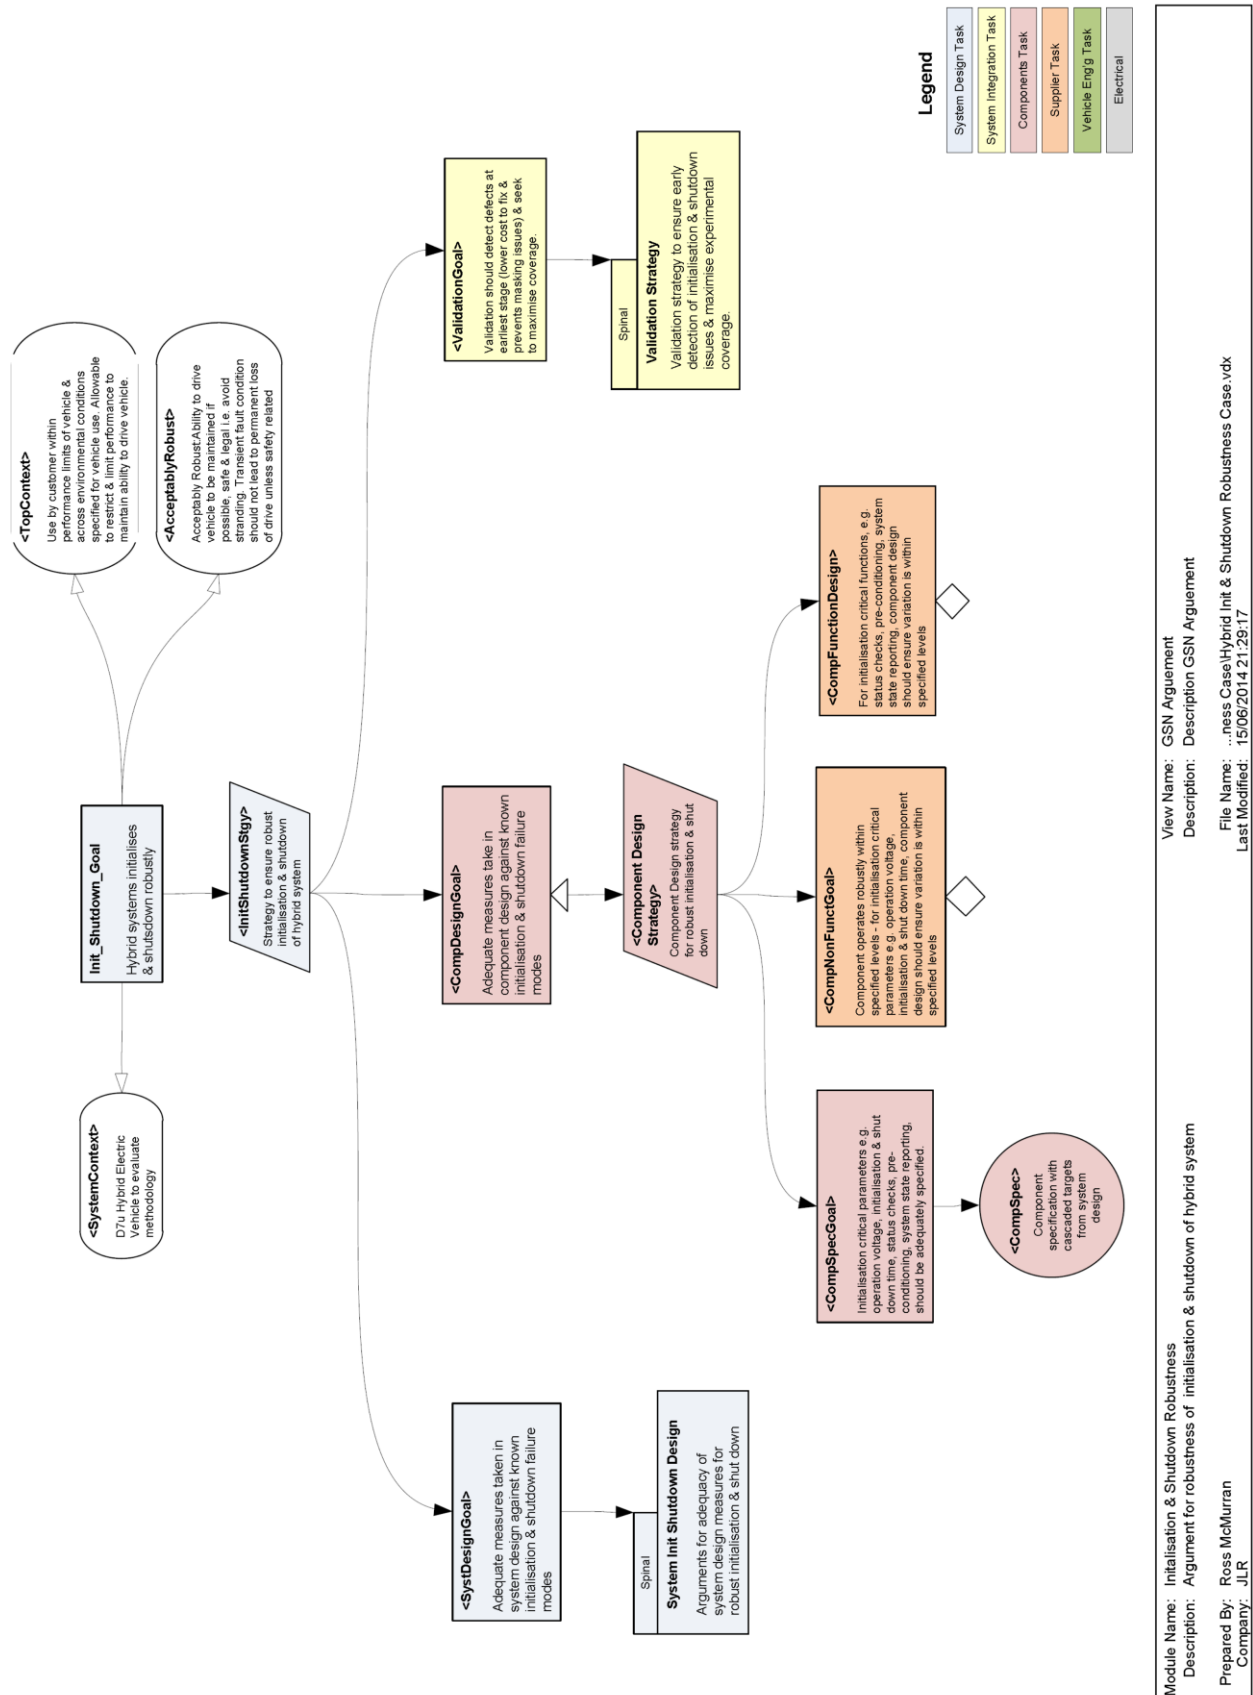 <SystemContext>
D7u Hybrid Electric
Vehicle to evaluate
methodology
Init_Shutdown_Goal
Hybrid systems initialises
& shutsdown robustly
<TopContext>
Use by customer within
performance limits of vehicle &
across environmental conditions
specified for vehicle use. Allowable
to restrict & limit performance to
maintain ability to drive vehicle.
<AcceptablyRobust>
Acceptably Robust:Ability to drive
vehicle to be maintained if
possible, safe & legal i.e. avoid
stranding. Transient fault condition
should not lead to permanent loss
of drive unless safety related
<InitShutdownStgy>
Strategy to ensure robust
initialisation & shutdown
of hybrid system
<SystDesignGoal>
Adequate measures taken in
system design against known
initialisation & shutdown failure
modes
<CompDesignGoal>
Adequate measures take in
component design against known
initialisation & shutdown failure
modes
<ValidationGoal>
Validation should detect defects at
earliest stage (lower cost to fix &
prevents masking issues) & seek
to maximise coverage.
Spinal
System Init Shutdown Design
Arguments for adequacy of
system design measures for
robust initialisation & shut down
<Component Design
Strategy>
Component Design strategy
for robust initialisation & shut
down
Spinal
Validation Strategy
Validation strategy to ensure early
detection of initialisation & shutdown
issues & maximise experimental
coverage.
<CompSpecGoal>
Initialisation critical parameters e.g.
operation voltage, initialisation & shut
down time, status checks, pre-
conditioning, system state reporting,
should be adequately specified.
<CompNonFunctGoal>
Component operates robustly within
specified levels - for initialisation critical
parameters e.g. operation voltage,
initialisation & shut down time, component
design should ensure variation is within
specified levels
<CompFunctionDesign>
For initialisation critical functions, e.g.
status checks, pre-conditioning, system
state reporting, component design
should ensure variation is within
specified levels
<CompSpec>
Component
specification with
cascaded targets
from system
design
Legend
System Design Task
System Integration Task
Components Task
Supplier Task
Vehicle Eng'g Task
Electrical
Module Name: Initalisation & Shutdown Robustness
Description: Argument for robustness of initialisation & shutdown of hybrid system
Prepared By: Ross McMurran
Company: JLR
View Name: GSN Arguement
Description: Description GSN Arguement
File Name: ...ness Case\Hybrid Init & Shutdown Robustness Case.vdx
Last Modified: 15/06/2014 21:29:17